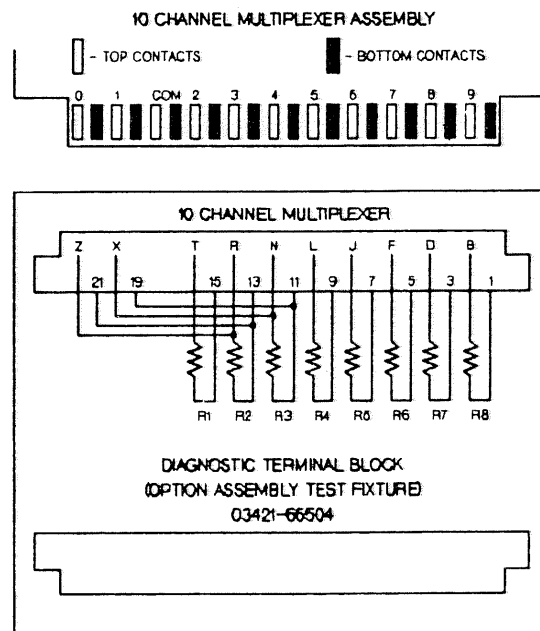 10 CHANNEL MULTIPLEXER ASSEMBLY
- TOP CONTACTS
- BOTTOM CONTACTS
0 1 COM 2 3 4 5 6 7 8 9
10 CHANNEL MULTIPLEXER
Z X T R N L J F D B
21 19 15 13 11 9 7 5 3 1
R1 R2 R3 R4 R5 R6 R7 R8
DIAGNOSTIC TERMINAL BLOCK
(OPTION ASSEMBLY TEST FIXTURE)
03421-66504